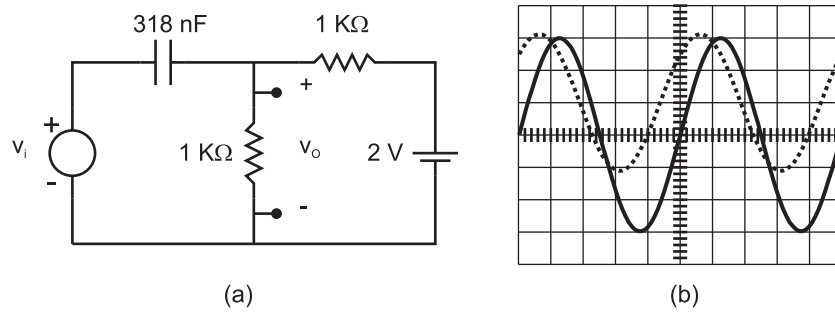 318 nF
1 KΩ
+
+
vi
-
1 KΩ
vO
2 V
-
(a)
(b)